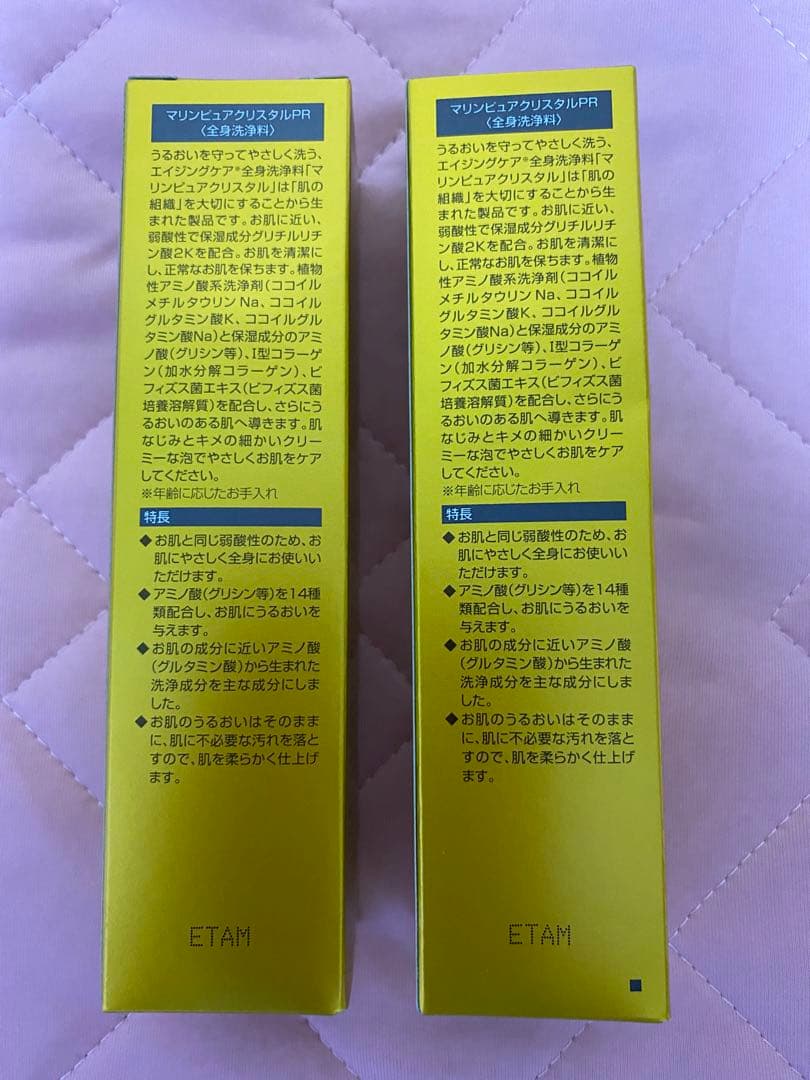 マリンピュアクリスタルPR
〈全身洗浄料〉
うるおいを守ってやさしく洗う、
エイジングケア※全身洗浄料「マ
リンピュアクリスタル」は「肌の
組織」を大切にすることから生
まれた製品です。お肌に近い、
弱酸性で保湿成分グリチルリチ
ン酸2Kを配合。お肌を清潔に
し、正常なお肌を保ちます。植物
性アミノ酸系洗浄剤(ココイル
メチルタウリンNa、ココイル
グルタミン酸K、ココイルグル
タミン酸Na)と保湿成分のアミ
ノ酸(グリシン等)、I型コラーゲ
ン(加水分解コラーゲン)、ビ
フィズス菌エキス(ビフィズス菌
培養溶解質)を配合し、さらにう
るおいのある肌へ導きます。肌
なじみとキメの細かいクリー
ミーな泡でやさしくお肌をケア
してください。
※年齢に応じたお手入れ
特長
◆お肌と同じ弱酸性のため、お
肌にやさしく全身にお使いい
ただけます。
◆アミノ酸(グリシン等)を14種
類配合し、お肌にうるおいを
与えます。
◆お肌の成分に近いアミノ酸
(グルタミン酸)から生まれた
洗浄成分を主な成分にしま
した。
◆お肌のうるおいはそのまま
に、肌に不必要な汚れを落と
すので、肌を柔らかく仕上げ
ます。
ETAM
マリンピュアクリスタルPR
〈全身洗浄料〉
うるおいを守ってやさしく洗う、
エイジングケア※全身洗浄料「マ
リンピュアクリスタル」は「肌の
組織」を大切にすることから生
まれた製品です。お肌に近い、
弱酸性で保湿成分グリチルリチ
ン酸2Kを配合。お肌を清潔に
し、正常なお肌を保ちます。植物
性アミノ酸系洗浄剤(ココイル
メチルタウリンNa、ココイル
グルタミン酸K、ココイルグル
タミン酸Na)と保湿成分のアミ
ノ酸(グリシン等)、I型コラーゲ
ン(加水分解コラーゲン)、ビ
フィズス菌エキス(ビフィズス菌
培養溶解質)を配合し、さらにう
るおいのある肌へ導きます。肌
なじみとキメの細かいクリー
ミーな泡でやさしくお肌をケア
してください。
※年齢に応じたお手入れ
特長
◆お肌と同じ弱酸性のため、お
肌にやさしく全身にお使いい
ただけます。
◆アミノ酸(グリシン等)を14種
類配合し、お肌にうるおいを
与えます。
◆お肌の成分に近いアミノ酸
(グルタミン酸)から生まれた
洗浄成分を主な成分にしま
した。
◆お肌のうるおいはそのまま
に、肌に不必要な汚れを落と
すので、肌を柔らかく仕上げ
ます。
ETAM